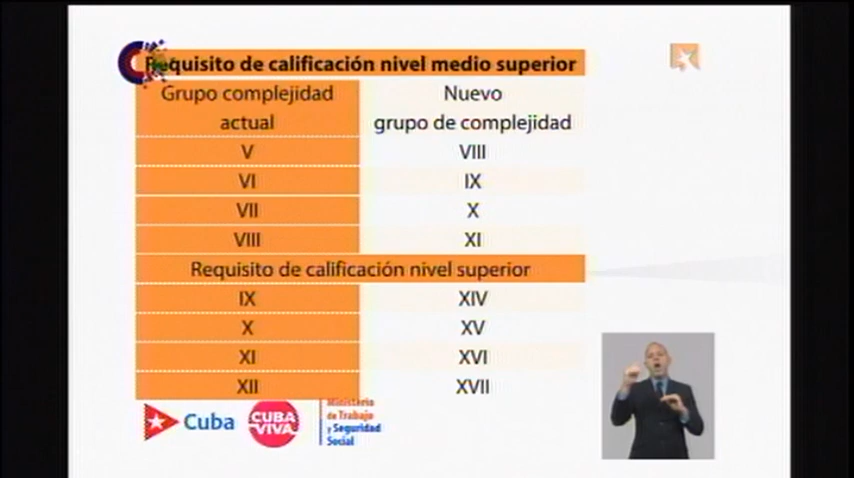 Requisito de calificación nivel medio superior
Grupo complejidad actual
Nuevo grupo de complejidad
V VIII
VI IX
VII X
VIII XI
Requisito de calificación nivel superior
IX XIV
X XV
XI XVI
XII XVII
Cuba
CUBA VIVA
Ministerio
de Trabajo
y Seguridad
Social